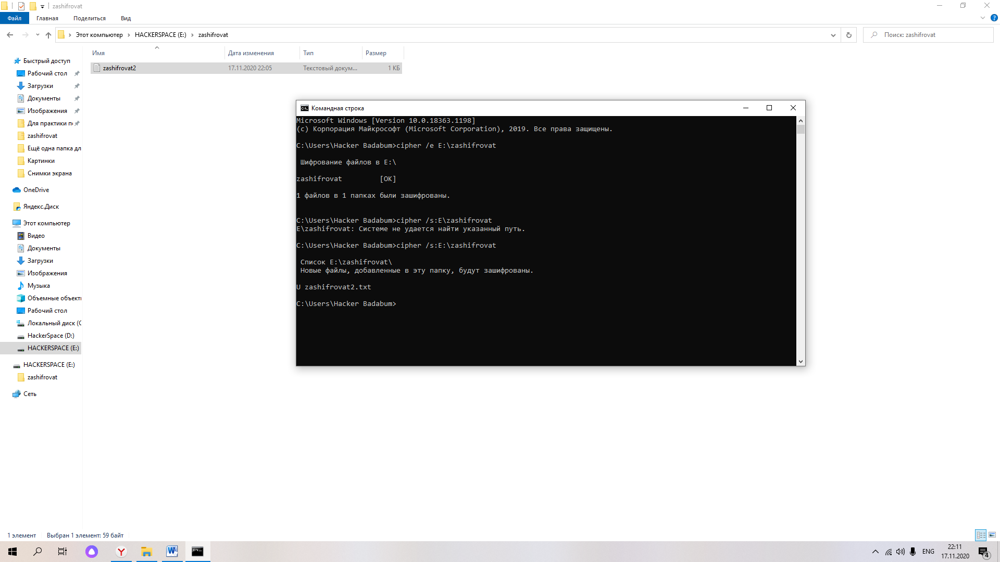 zashifrovat
Файл Главная Поделиться Вид
Этот компьютер HACKERSPACE (E:) zashifrovat
Поиск: zashifrovat
Имя Дата изменения Тип Размер
zashifrovat2 17.11.2020 22:05 Текстовый докум... 1 КБ
Быстрый доступ
Рабочий стол
Загрузки
Документы
Изображения
Для практики п
zashifrovat
Ещё одна папка дл
Картинки
Снимки экрана
OneDrive
Яндекс.Диск
Этот компьютер
Видео
Документы
Загрузки
Изображения
Музыка
Объемные объект
Рабочий стол
Локальный диск (C
HackerSpace (D:)
HACKERSPACE (E:)
HACKERSPACE (E:)
zashifrovat
Сеть
Командная строка
Microsoft Windows [Version 10.0.18363.1198]
(c) Корпорация Майкрософт (Microsoft Corporation), 2019. Все права защищены.
C:\Users\Hacker Badabum>cipher /e E:\zashifrovat
Шифрование файлов в E:\
zashifrovat [OK]
1 файлов в 1 папках были зашифрованы.
C:\Users\Hacker Badabum>cipher /s:E\zashifrovat
E\zashifrovat: Системе не удается найти указанный путь.
C:\Users\Hacker Badabum>cipher /s:E:\zashifrovat
Список E:\zashifrovat\
Новые файлы, добавленные в эту папку, будут зашифрованы.
U zashifrovat2.txt
C:\Users\Hacker Badabum>
1 элемент Выбран 1 элемент: 59 байт
ENG
22:11
17.11.2020
4